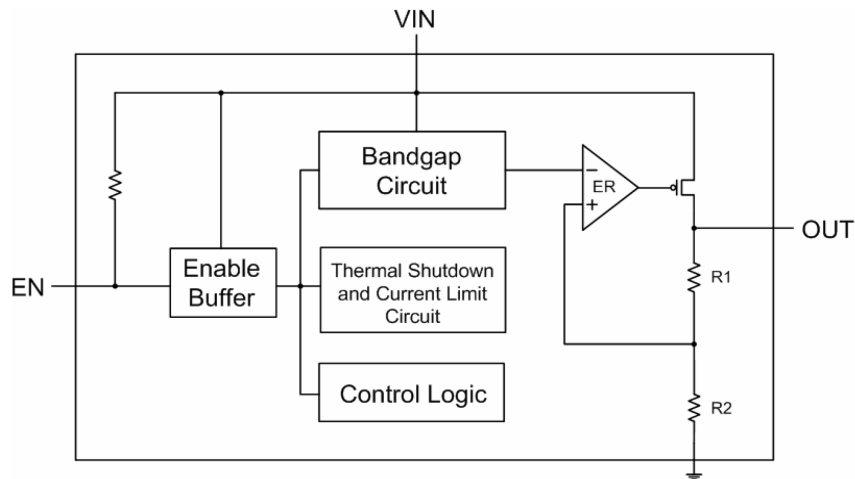 VIN
Bandgap
Circuit
−
ER
+
OUT
Enable
Buffer
EN
Thermal Shutdown
and Current Limit
Circuit
R1
Control Logic
R2